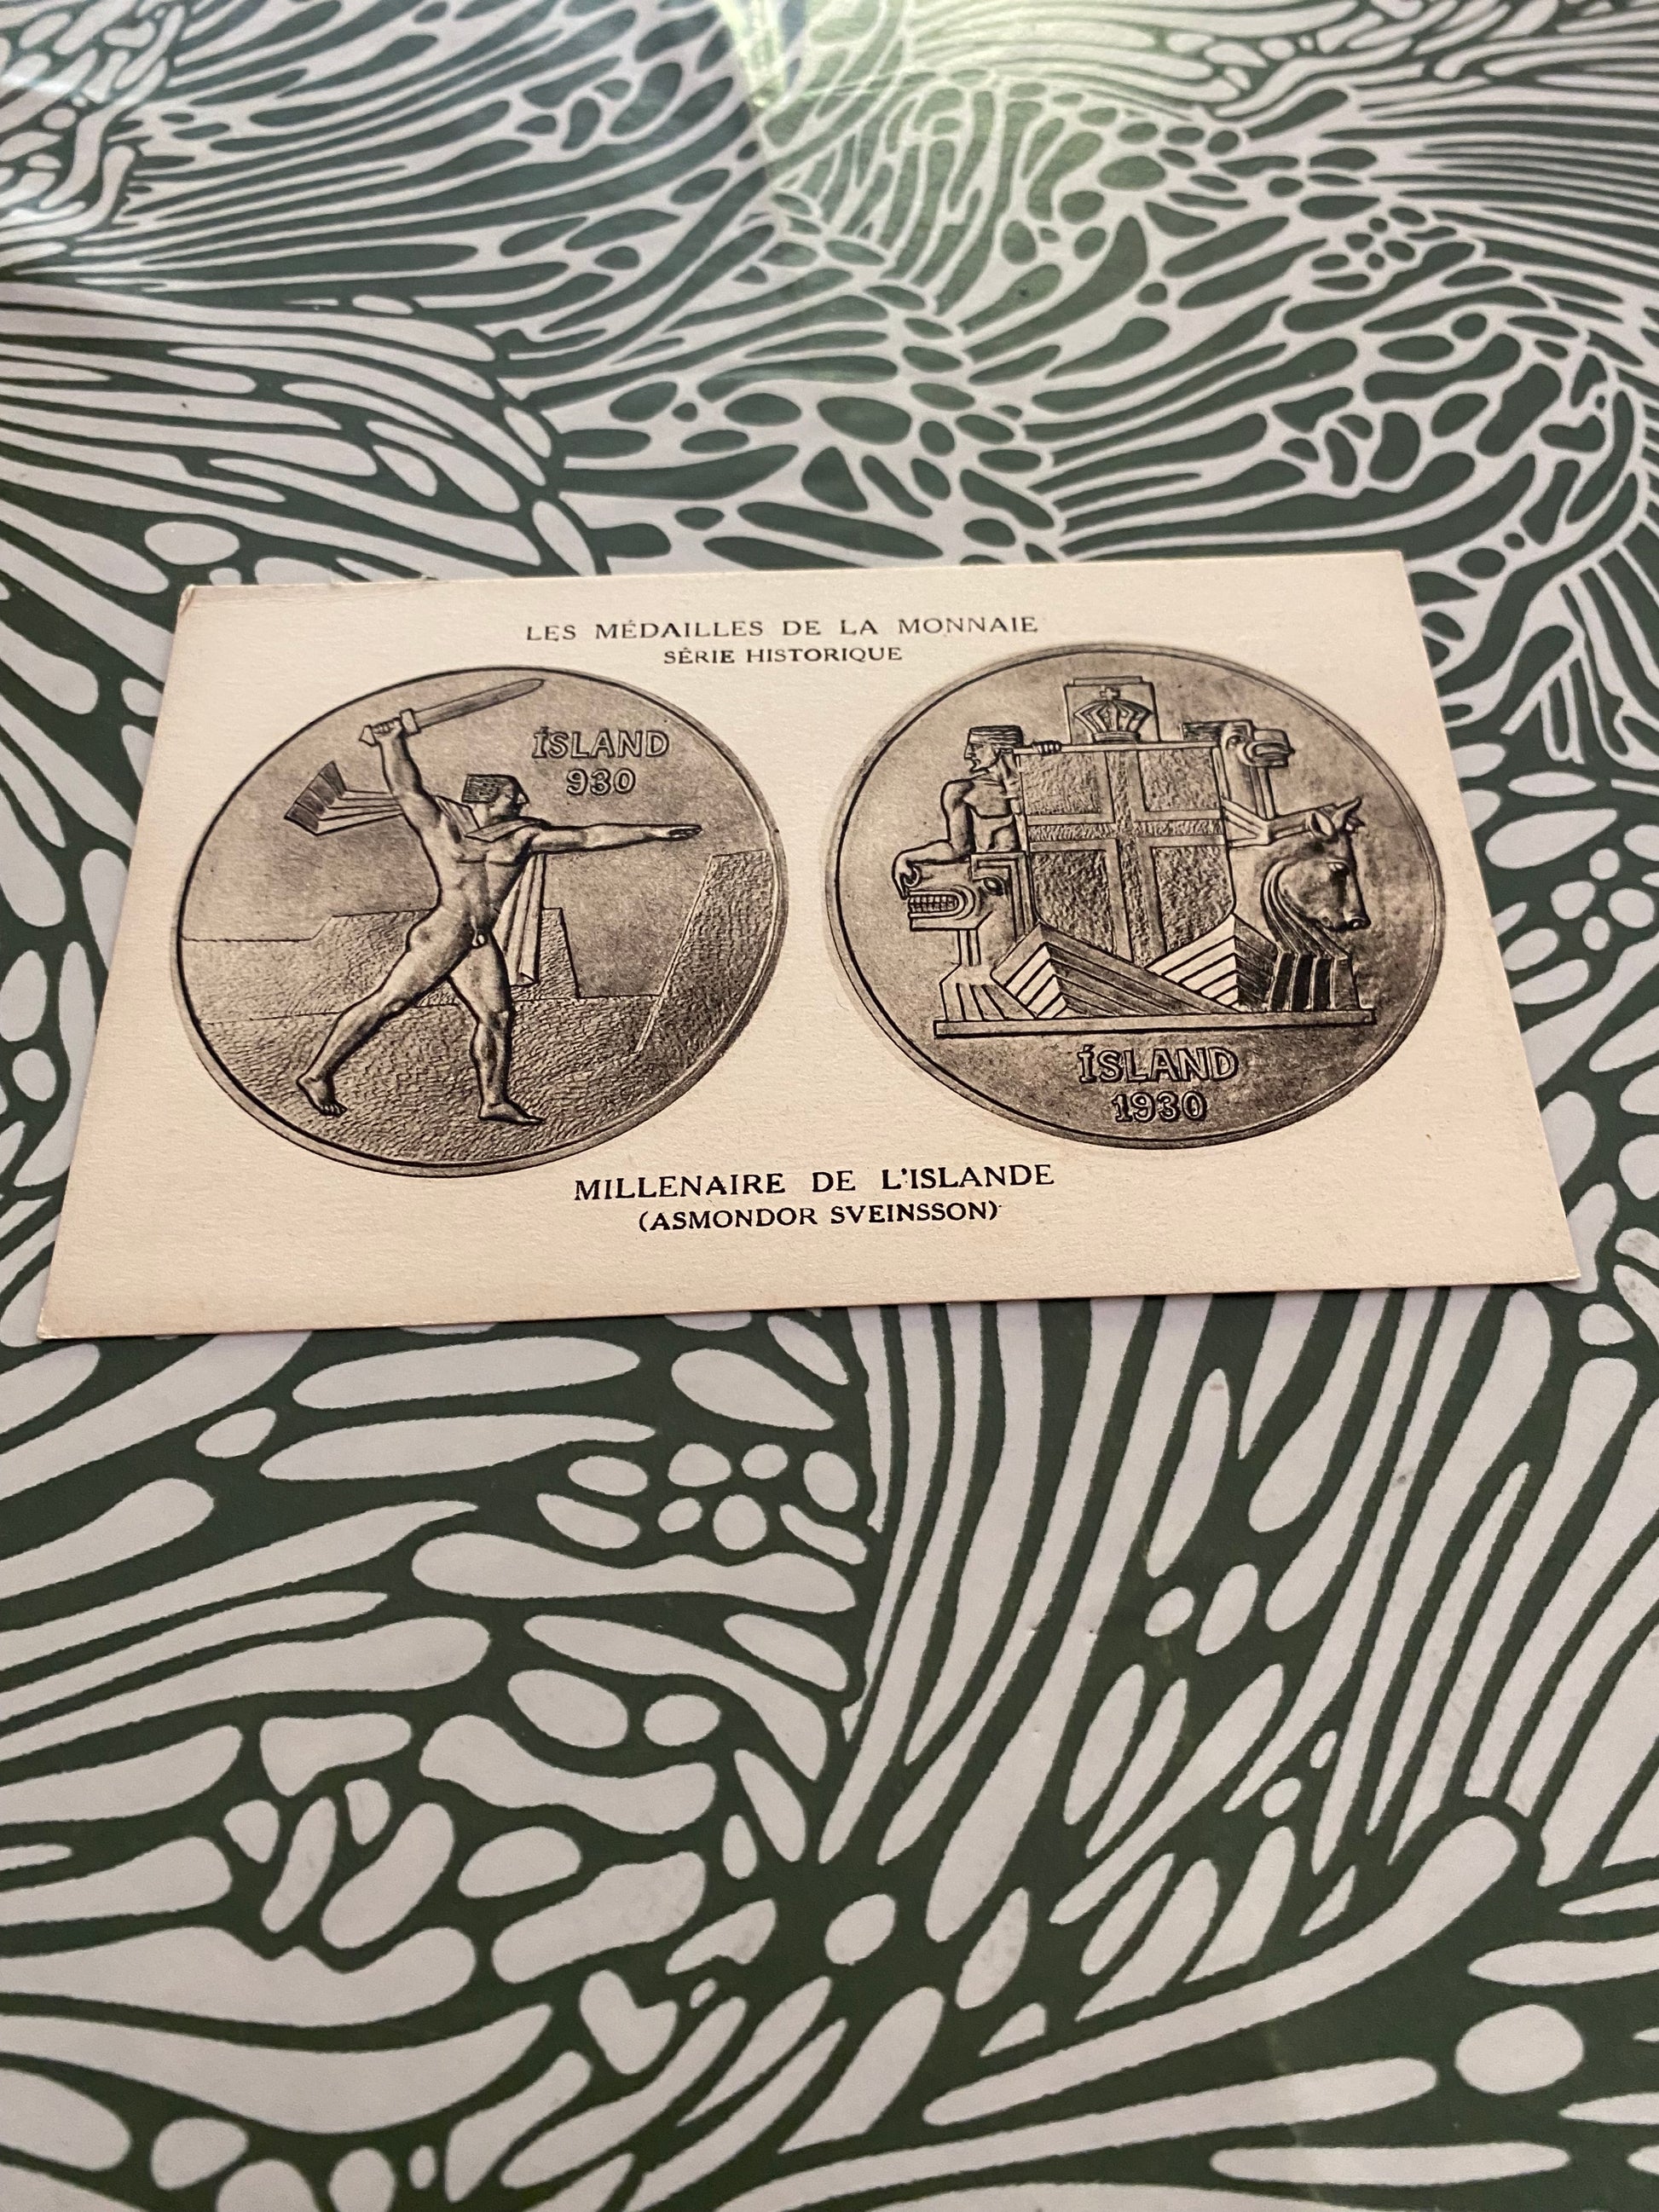 LES MÉDAILLES DE LA MONNAIE
SÉRIE HISTORIQUE
ÍSLAND
930
ÍSLAND
1930
MILLENAIRE DE L'ISLANDE
(ASMONDOR SVEINSSON)